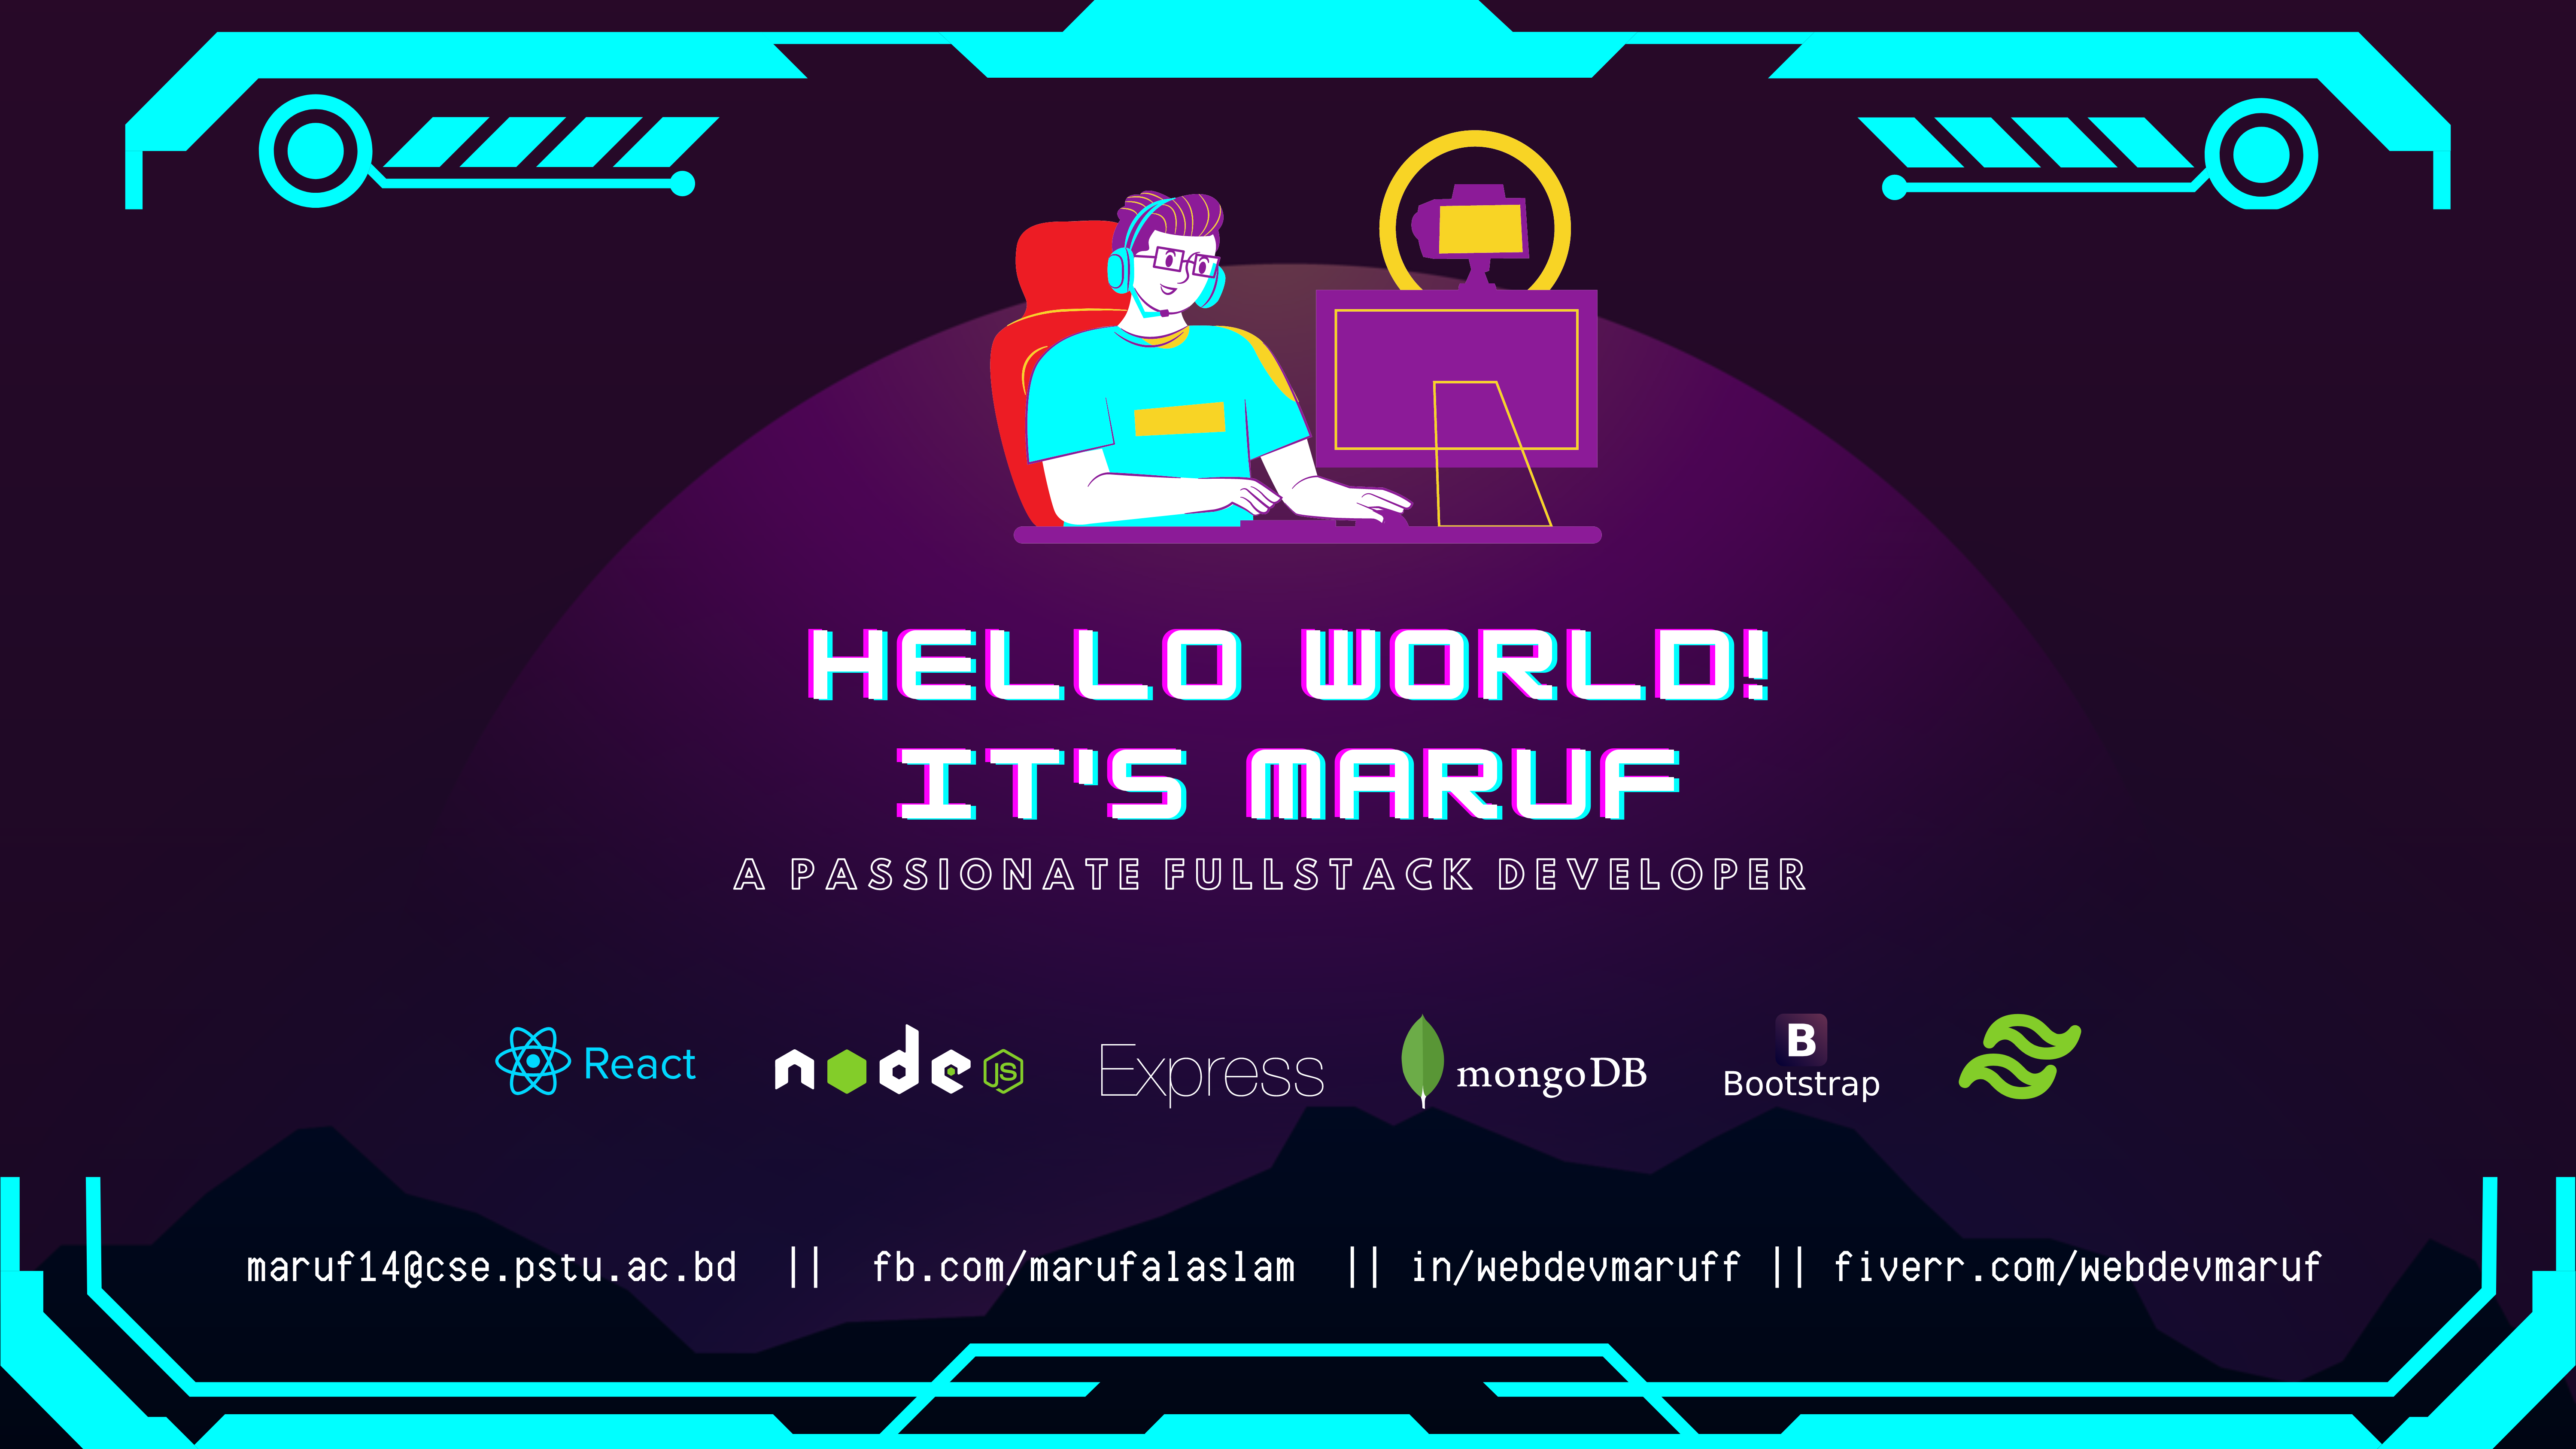 HELLO WORLD!
IT'S MARUF
A PASSIONATE FULLSTACK DEVELOPER
React node JS Express mongoDB B Bootstrap
maruf14@cse.pstu.ac.bd || fb.com/marufalaslam || in/webdevmaruff || fiverr.com/webdevmaruf